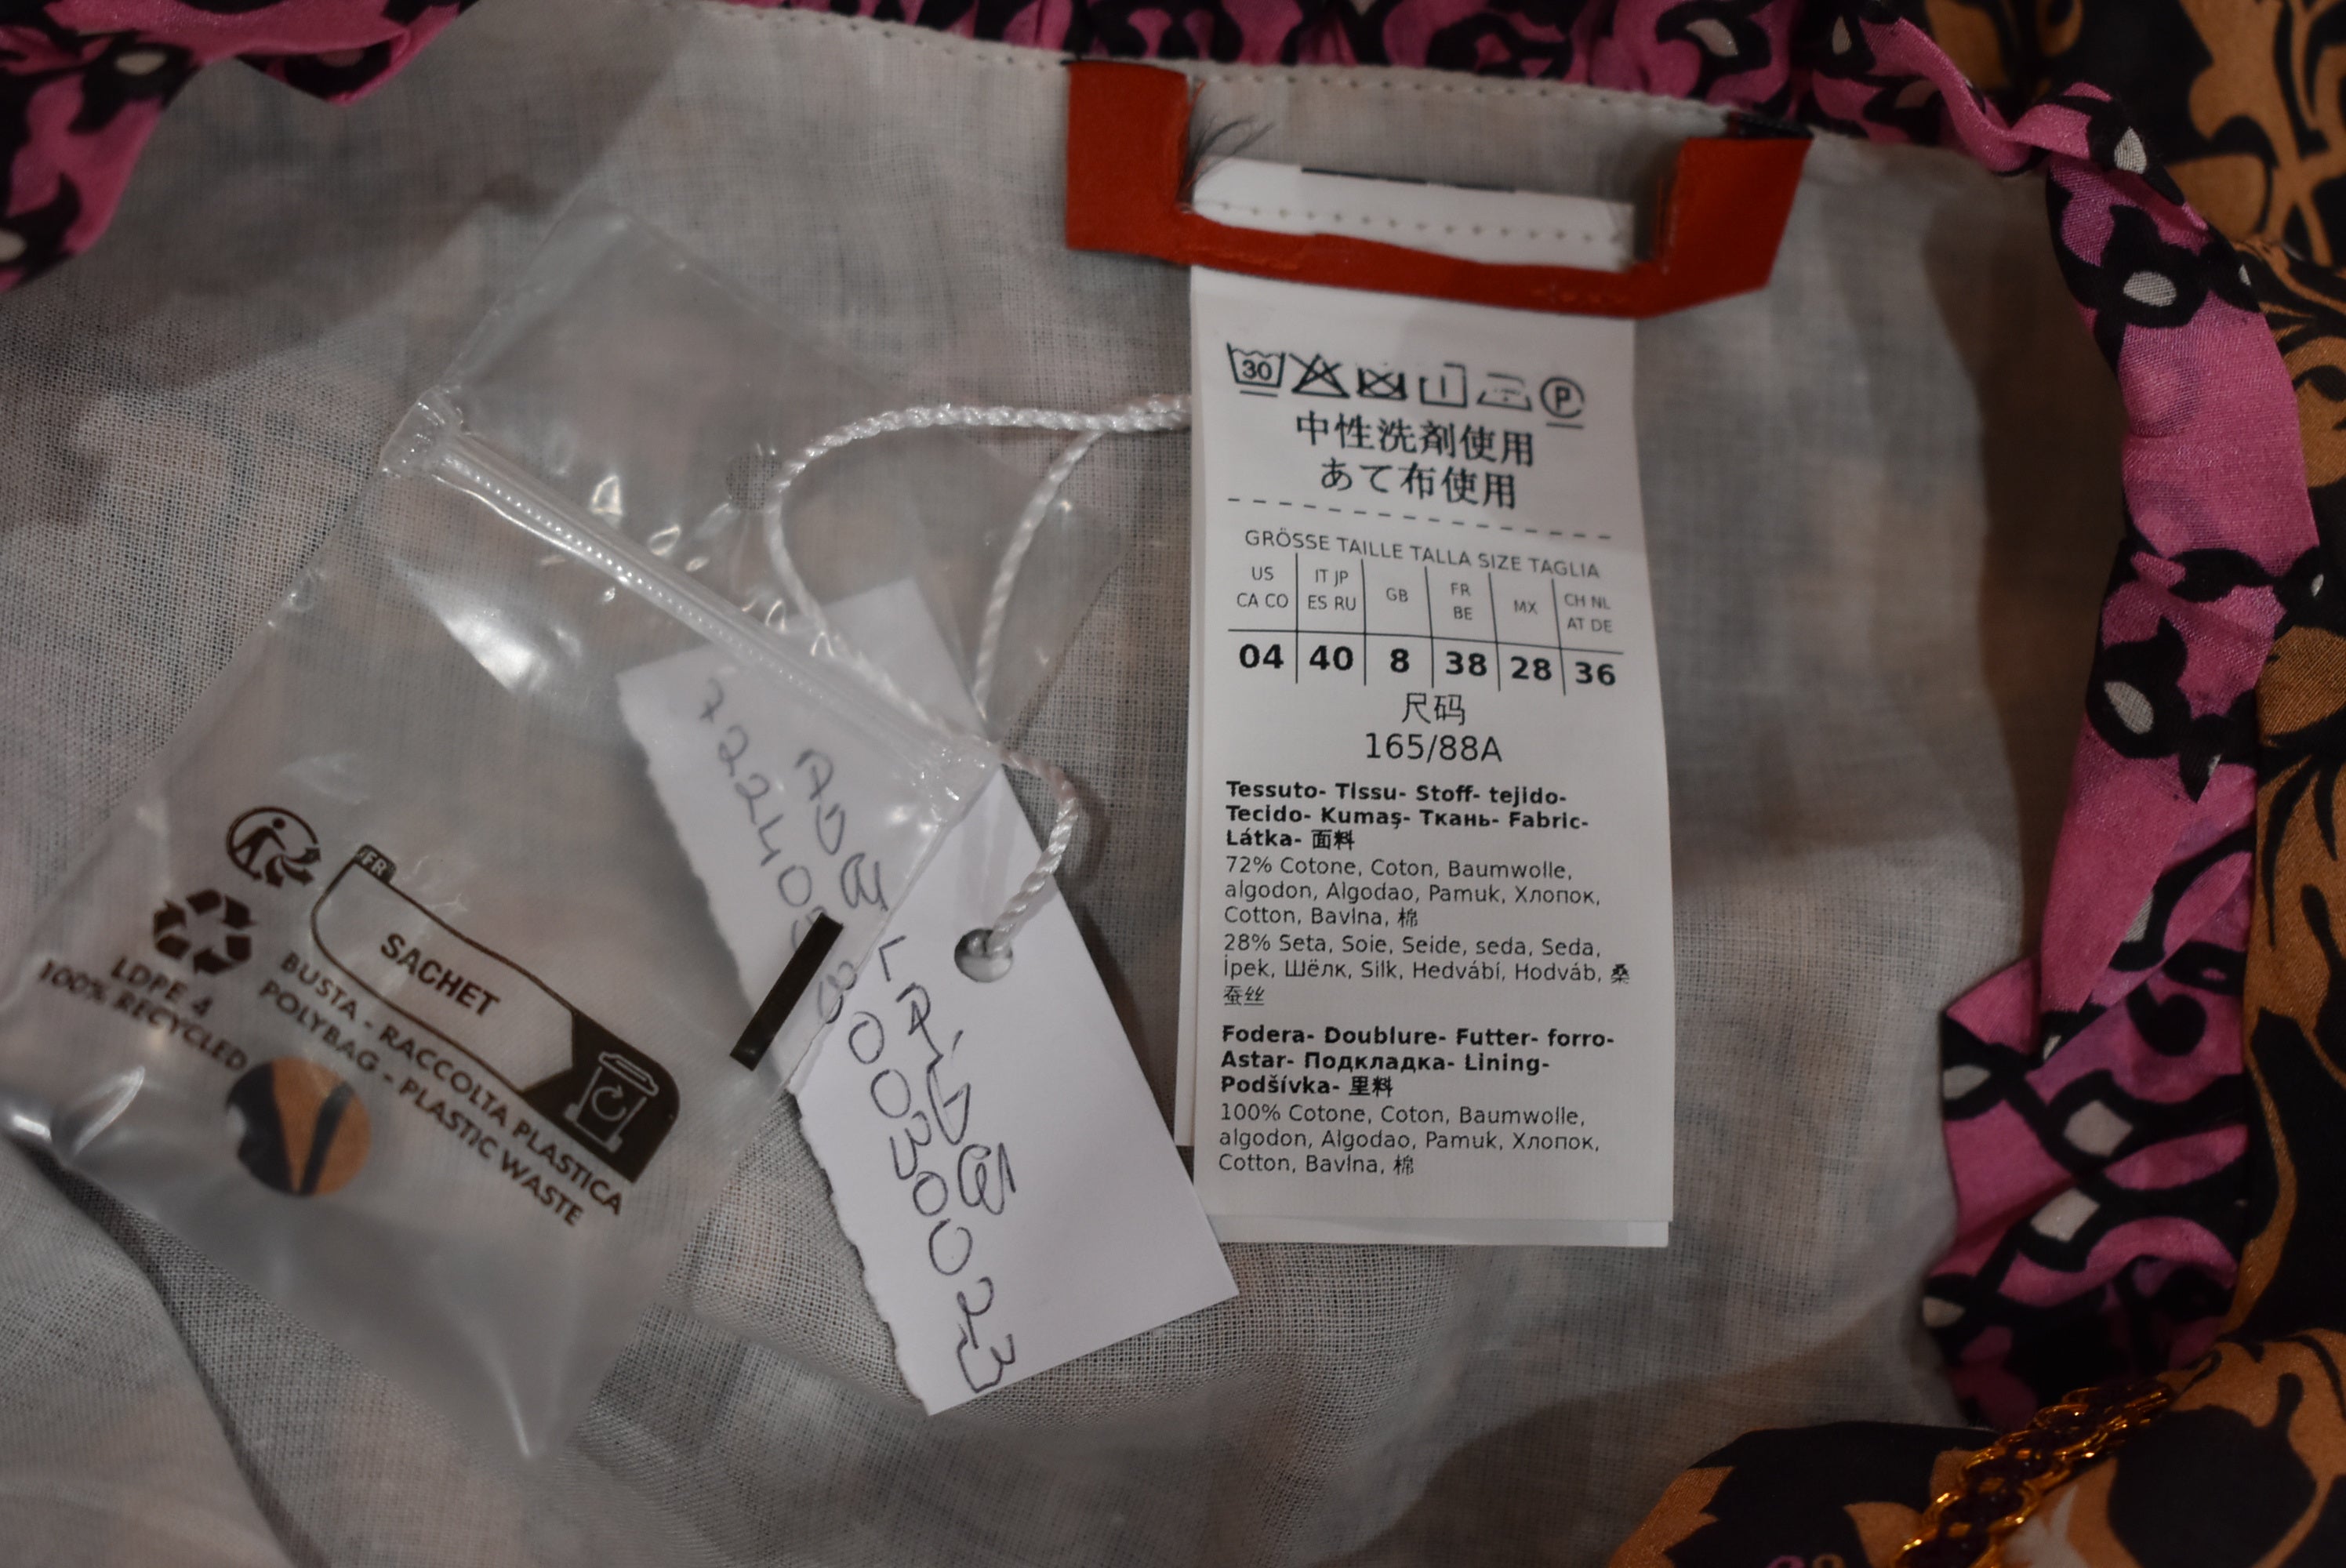 30 P
中性洗剤使用
あて布使用
GRÖSSE TAILLE TALLA SIZE TAGLIA
US IT JP GB FR MX CH NL
CA CO ES RU BE AT DE
04 40 8 38 28 36
尺码
165/88A
Tessuto- Tissu- Stoff- tejido-
Tecido- Kumaş- Ткань- Fabric-
Látka- 面料
72% Cotone, Coton, Baumwolle,
algodon, Algodao, Pamuk, Хлопок,
Cotton, Bavlna, 棉
28% Seta, Soie, Seide, seda, Seda,
İpek, Шёлк, Silk, Hedvábí, Hodváb, 桑
蚕丝
Fodera- Doublure- Futter- forro-
Astar- Подкладка- Lining-
Podšívka- 里料
100% Cotone, Coton, Baumwolle,
algodon, Algodao, Pamuk, Хлопок,
Cotton, Bavlna, 棉
FR
SACHET
LDPE 4
100% RECYCLED
BUSTA - RACCOLTA PLASTICA
POLYBAG - PLASTIC WASTE